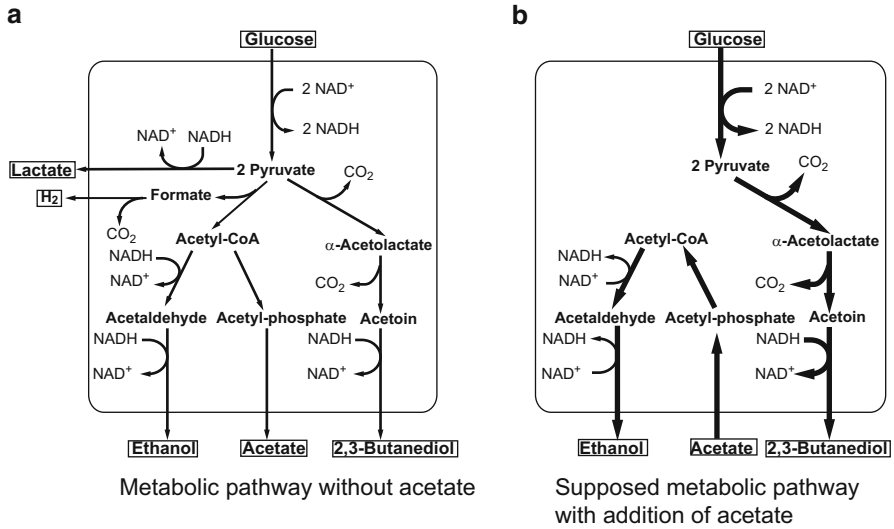 a
Glucose
2 NAD⁺
2 NADH
NAD⁺ NADH
Lactate
2 Pyruvate
CO₂
H₂
Formate
CO₂
Acetyl-CoA
α-Acetolactate
NADH
NAD⁺
CO₂
Acetaldehyde
Acetyl-phosphate
Acetoin
NADH
NAD⁺
NADH
NAD⁺
Ethanol
Acetate
2,3-Butanediol
Metabolic pathway without acetate
b
Glucose
2 NAD⁺
2 NADH
2 Pyruvate
CO₂
Acetyl-CoA
α-Acetolactate
NADH
NAD⁺
CO₂
Acetaldehyde
Acetyl-phosphate
Acetoin
NADH
NAD⁺
NADH
NAD⁺
Ethanol
Acetate
2,3-Butanediol
Supposed metabolic pathway
with addition of acetate